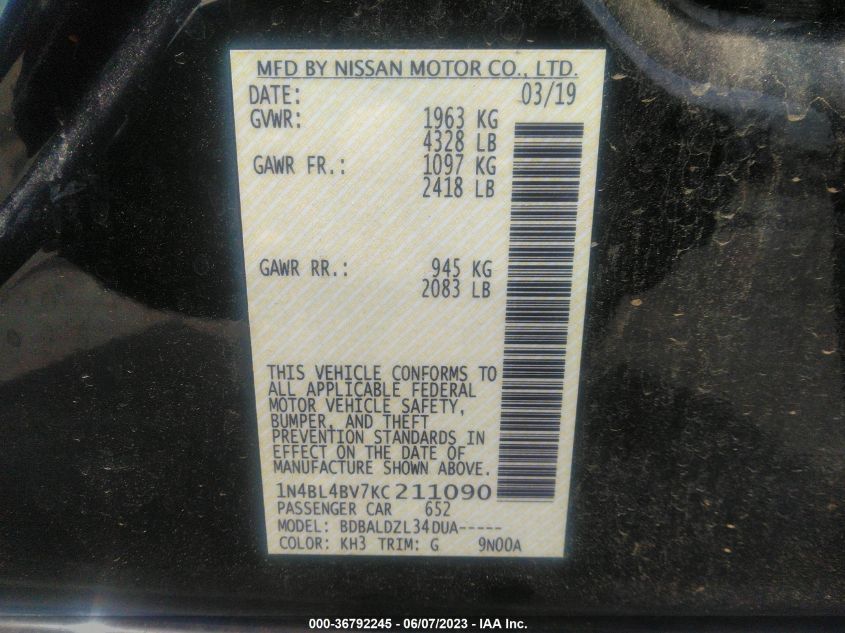 MFD BY NISSAN MOTOR CO., LTD.
DATE: 03/19
GVWR: 1963 KG
4328 LB
GAWR FR.: 1097 KG
2418 LB
GAWR RR.: 945 KG
2083 LB
THIS VEHICLE CONFORMS TO
ALL APPLICABLE FEDERAL
MOTOR VEHICLE SAFETY,
BUMPER, AND THEFT
PREVENTION STANDARDS IN
EFFECT ON THE DATE OF
MANUFACTURE SHOWN ABOVE.
1N4BL4BV7KC211090
PASSENGER CAR 652
MODEL: BDBALDZL34DUA-----
COLOR: KH3 TRIM: G 9N00A
000-36792245 - 06/07/2023 - IAA Inc.